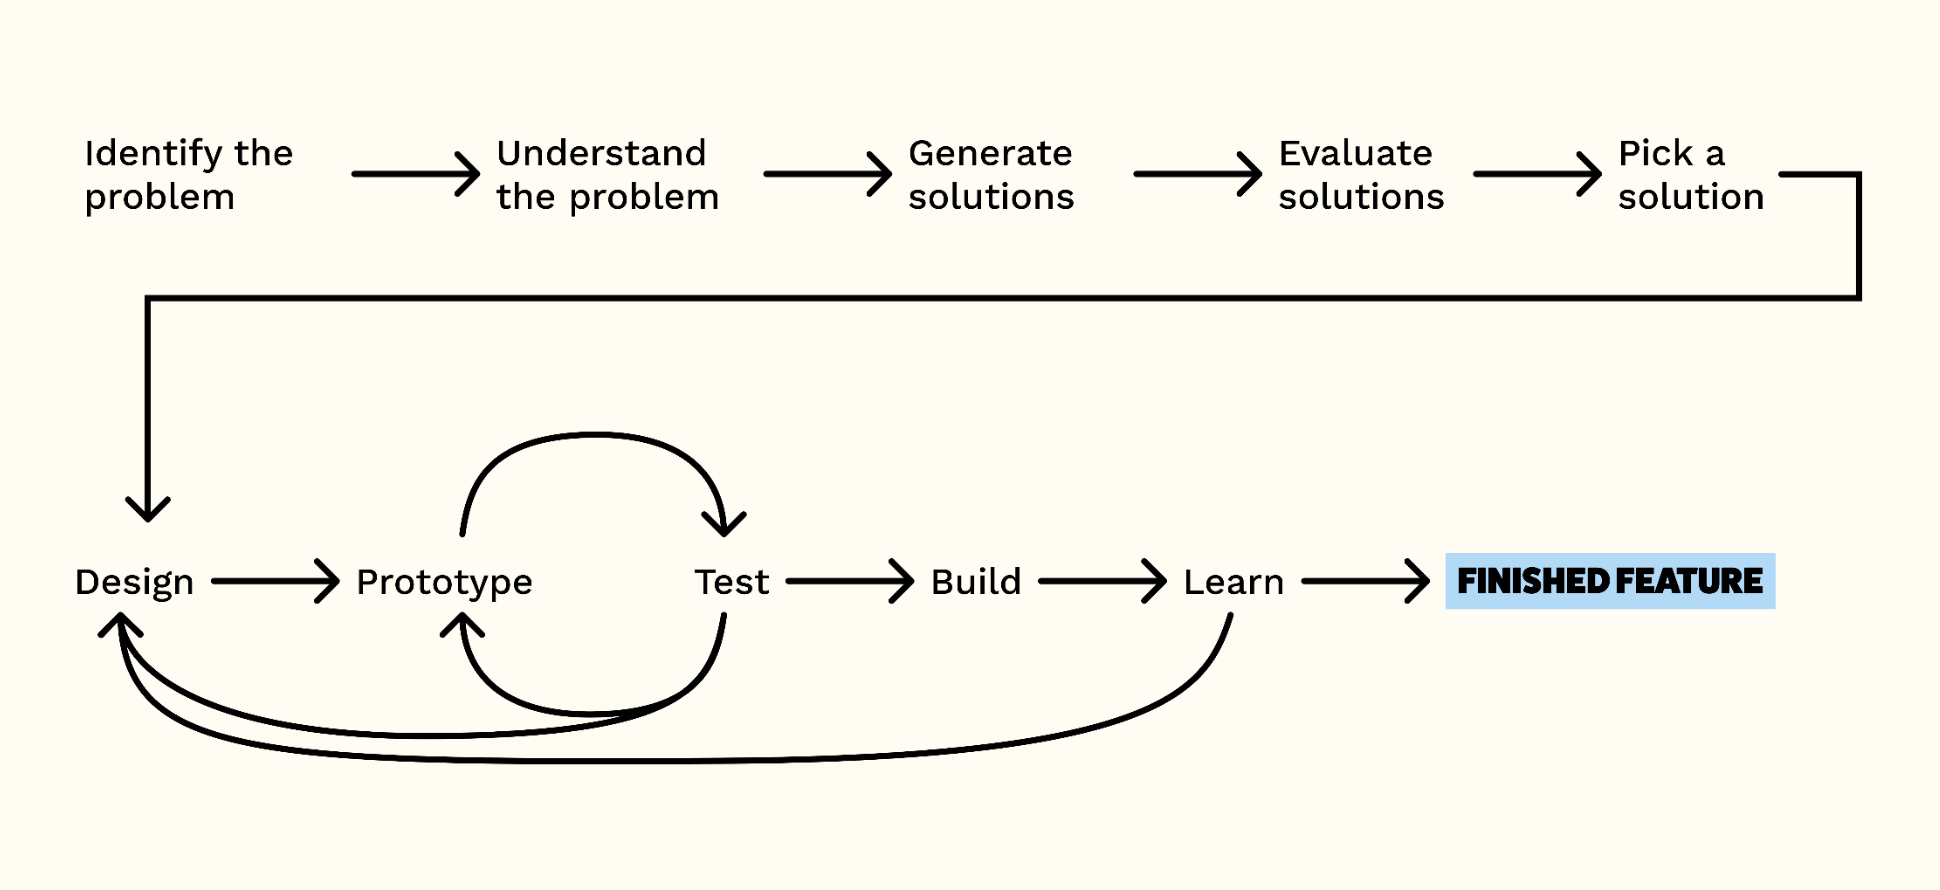 Identify the
problem
Understand
the problem
Generate
solutions
Evaluate
solutions
Pick a
solution
Design
Prototype
Test
Build
Learn
FINISHED FEATURE